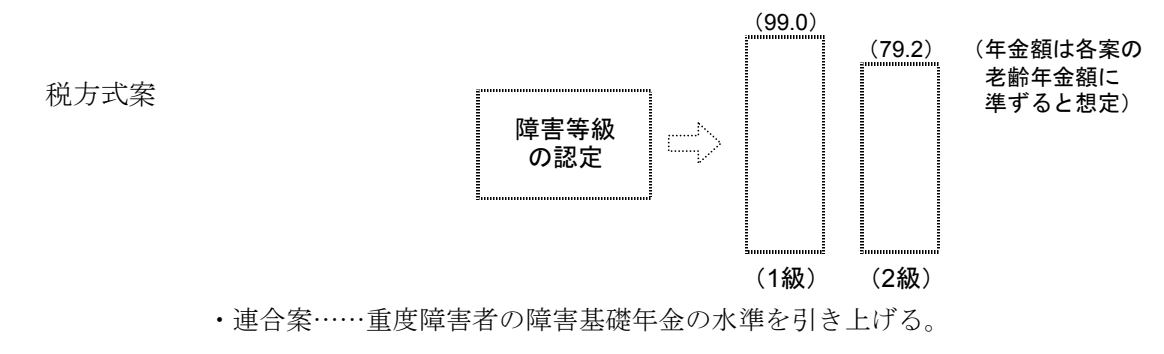 (99.0)
(79.2)
(年金額は各案の
老齢年金額に
準ずると想定)
税方式案
障害等級
の認定
(1級)
(2級)
・連合案……重度障害者の障害基礎年金の水準を引き上げる。